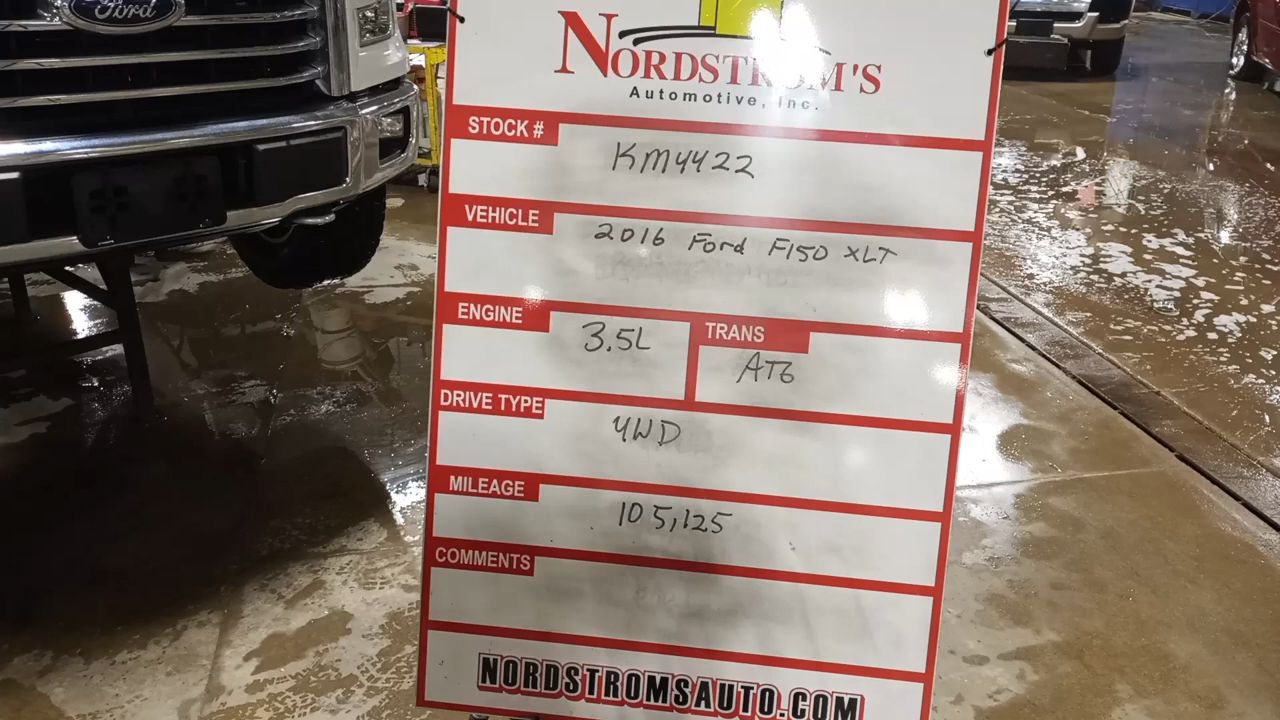 Ford
NORDSTROM'S
Automotive, Inc.
STOCK #
KM4422
VEHICLE
2016 Ford F150 XLT
ENGINE
3.5L
TRANS
AT6
DRIVE TYPE
4WD
MILEAGE
105,125
COMMENTS
NORDSTROMSAUTO.COM